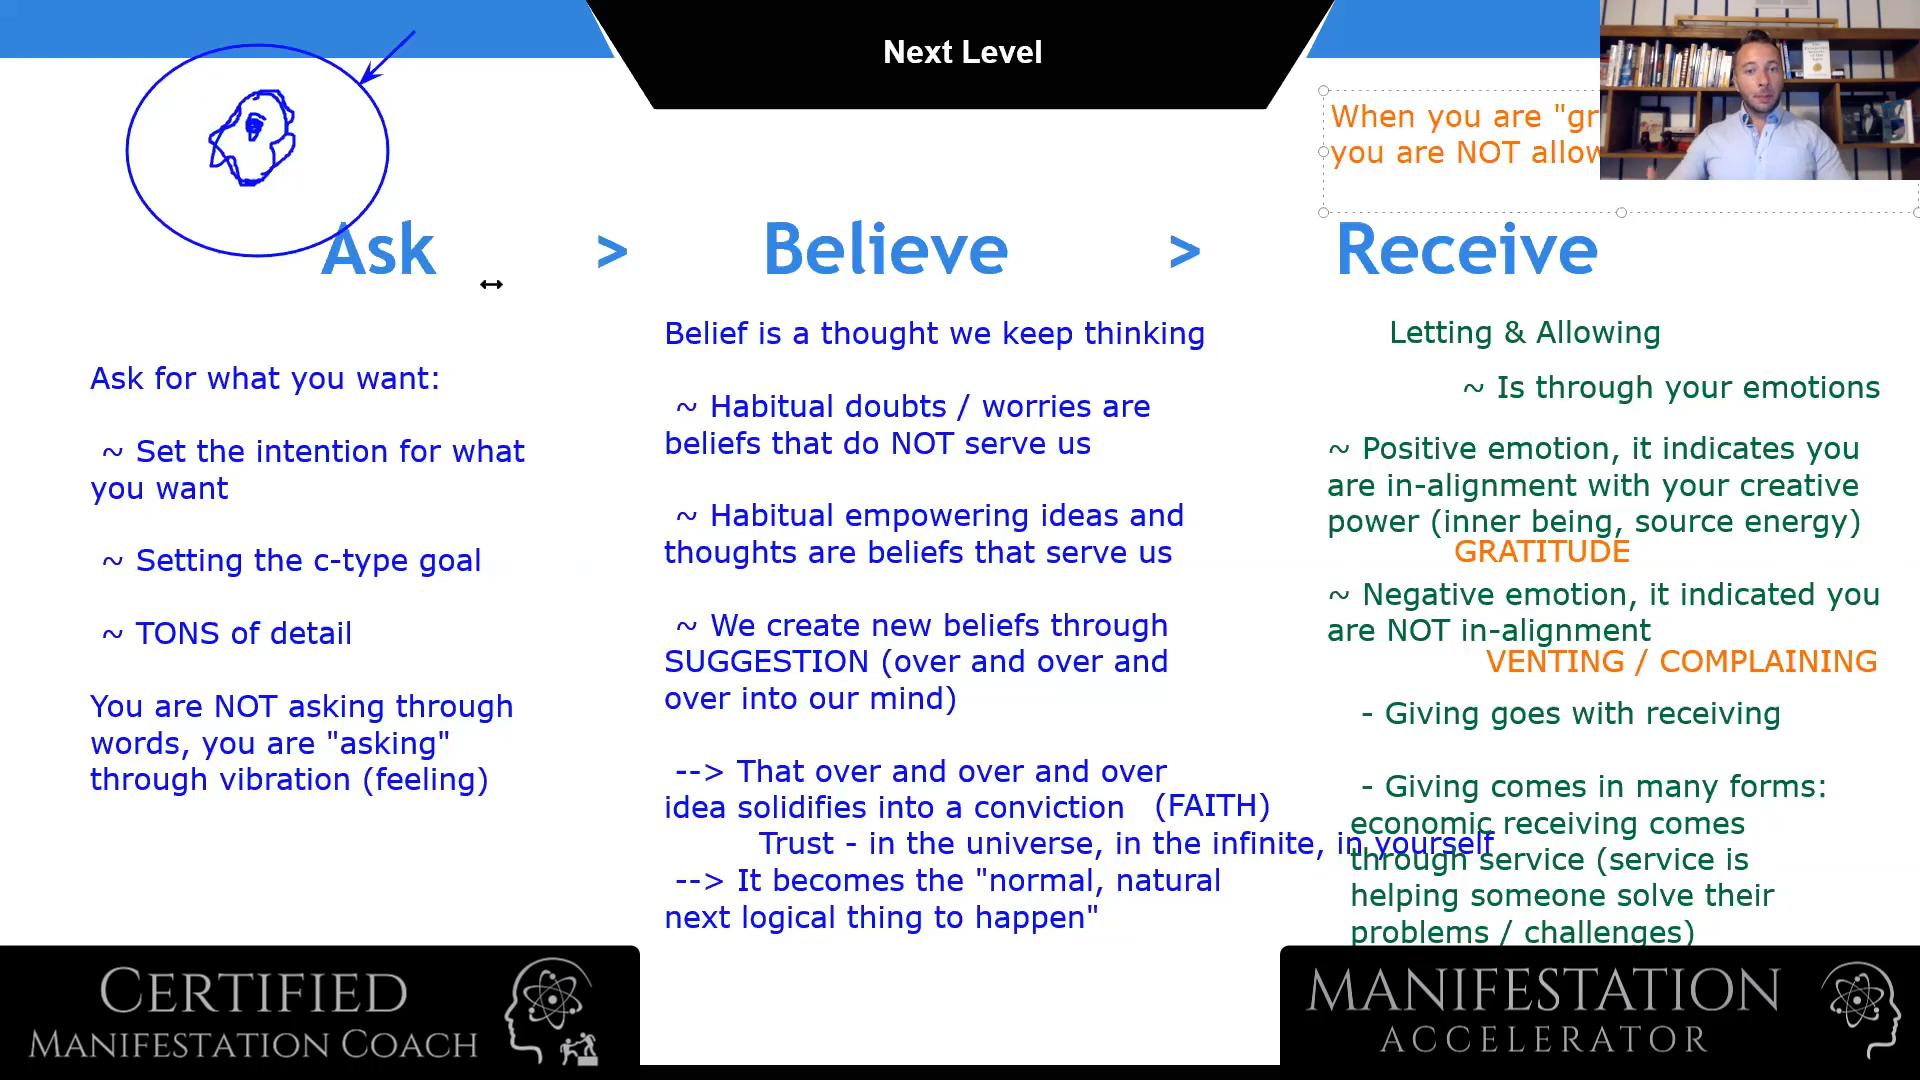 Next Level
When you are "gr
you are NOT allow
Ask > Believe > Receive
Ask for what you want:
~ Set the intention for what
you want
~ Setting the c-type goal
~ TONS of detail
You are NOT asking through
words, you are "asking"
through vibration (feeling)
Belief is a thought we keep thinking
~ Habitual doubts / worries are
beliefs that do NOT serve us
~ Habitual empowering ideas and
thoughts are beliefs that serve us
~ We create new beliefs through
SUGGESTION (over and over and
over into our mind)
--> That over and over and over
idea solidifies into a conviction (FAITH)
Trust - in the universe, in the infinite, in yourself
--> It becomes the "normal, natural
next logical thing to happen"
Letting & Allowing
~ Is through your emotions
~ Positive emotion, it indicates you
are in-alignment with your creative
power (inner being, source energy)
GRATITUDE
~ Negative emotion, it indicated you
are NOT in-alignment
VENTING / COMPLAINING
- Giving goes with receiving
- Giving comes in many forms:
economic receiving comes
through service (service is
helping someone solve their
problems / challenges)
CERTIFIED
MANIFESTATION COACH
MANIFESTATION
ACCELERATOR